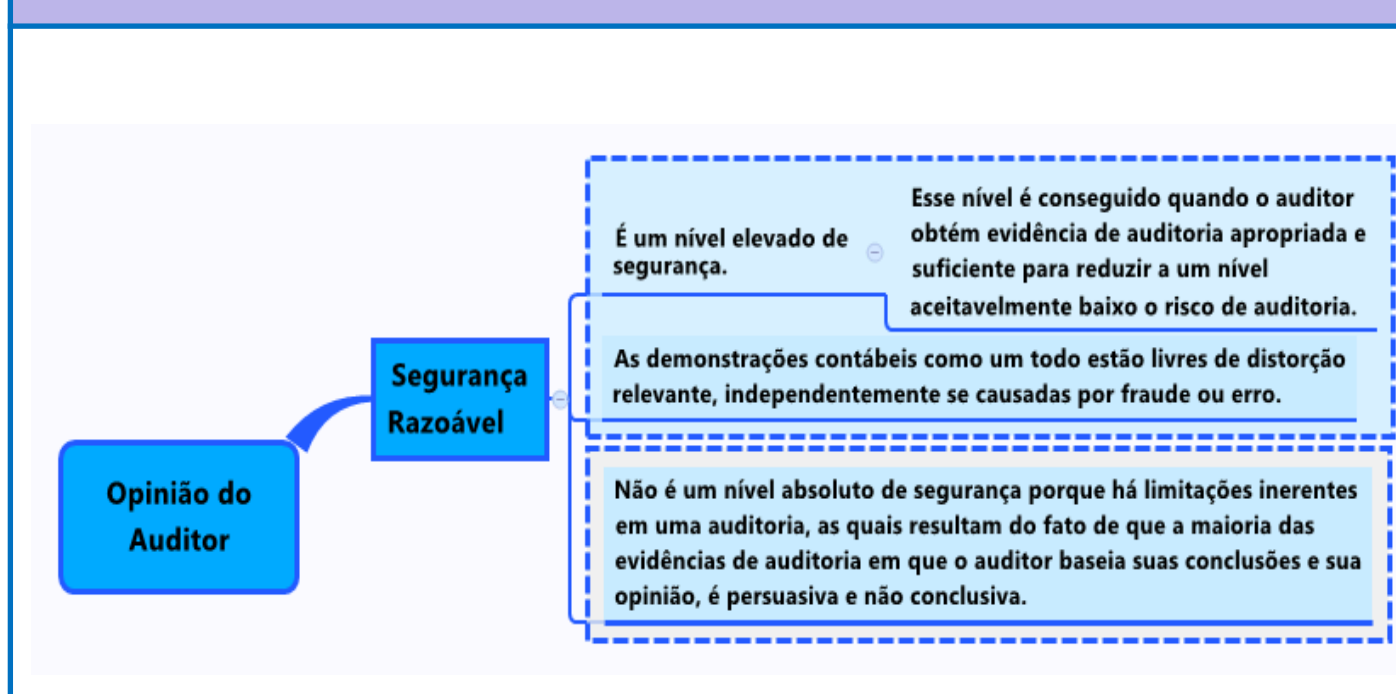 Opinião do
Auditor
Segurança
Razoável
É um nível elevado de
segurança.
Esse nível é conseguido quando o auditor
obtém evidência de auditoria apropriada e
suficiente para reduzir a um nível
aceitavelmente baixo o risco de auditoria.
As demonstrações contábeis como um todo estão livres de distorção
relevante, independentemente se causadas por fraude ou erro.
Não é um nível absoluto de segurança porque há limitações inerentes
em uma auditoria, as quais resultam do fato de que a maioria das
evidências de auditoria em que o auditor baseia suas conclusões e sua
opinião, é persuasiva e não conclusiva.